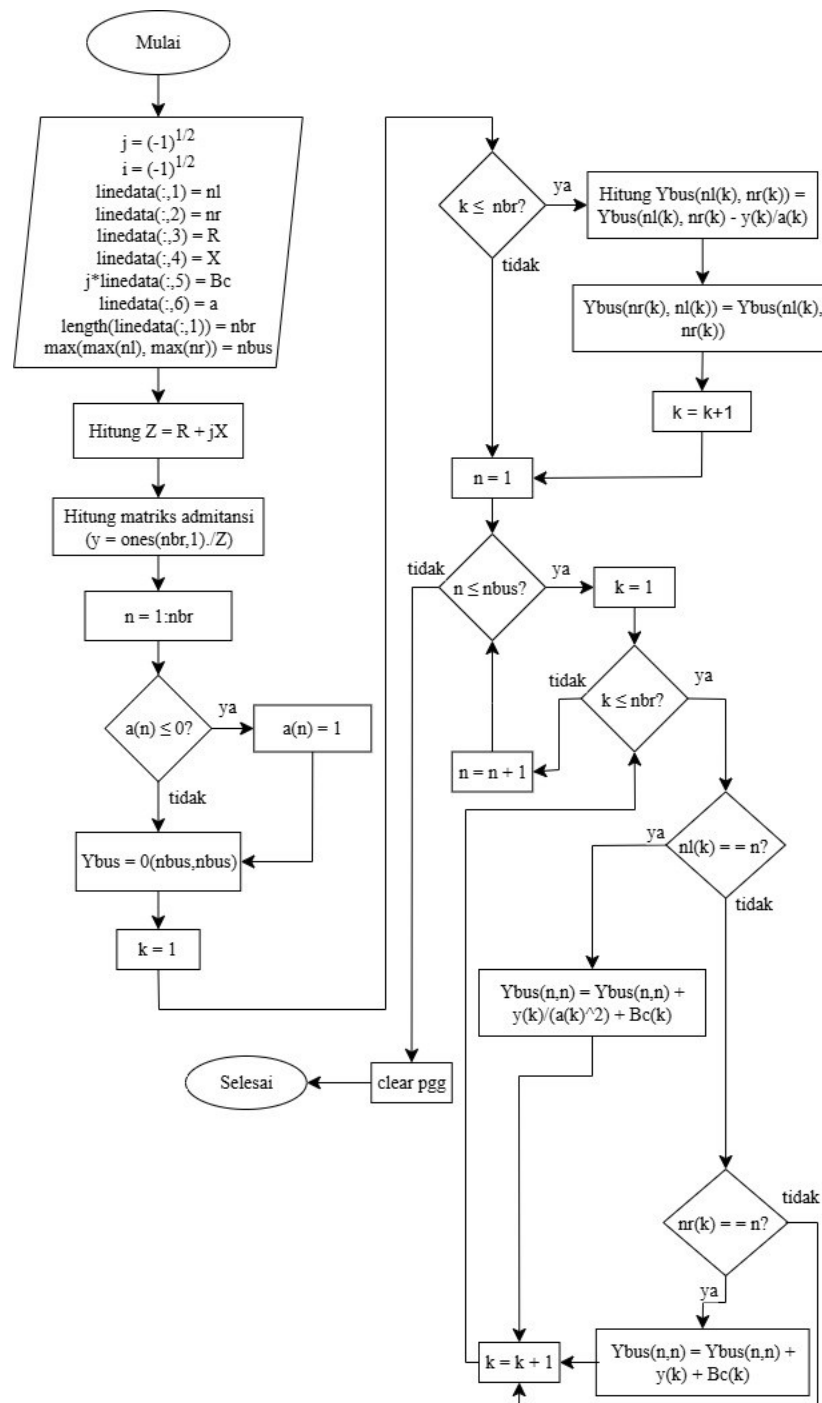 Mulai
j = (-1)^1/2
i = (-1)^1/2
linedata(:,1) = nl
linedata(:,2) = nr
linedata(:,3) = R
linedata(:,4) = X
j*linedata(:,5) = Bc
linedata(:,6) = a
length(linedata(:,1)) = nbr
max(max(nl), max(nr)) = nbus
Hitung Z = R + jX
Hitung matriks admitansi
(y = ones(nbr,1)./Z)
n = 1:nbr
a(n) ≤ 0?
ya
a(n) = 1
tidak
Ybus = 0(nbus,nbus)
k = 1
k ≤ nbr?
ya
Hitung Ybus(nl(k), nr(k)) =
Ybus(nl(k), nr(k) - y(k)/a(k)
tidak
Ybus(nr(k), nl(k)) = Ybus(nl(k),
nr(k))
k = k+1
n = 1
tidak
n ≤ nbus?
ya
k = 1
tidak
k ≤ nbr?
ya
n = n + 1
ya
nl(k) = = n?
tidak
Ybus(n,n) = Ybus(n,n) +
y(k)/(a(k)^2) + Bc(k)
Selesai
clear pgg
nr(k) = = n?
tidak
ya
k = k + 1
Ybus(n,n) = Ybus(n,n) +
y(k) + Bc(k)